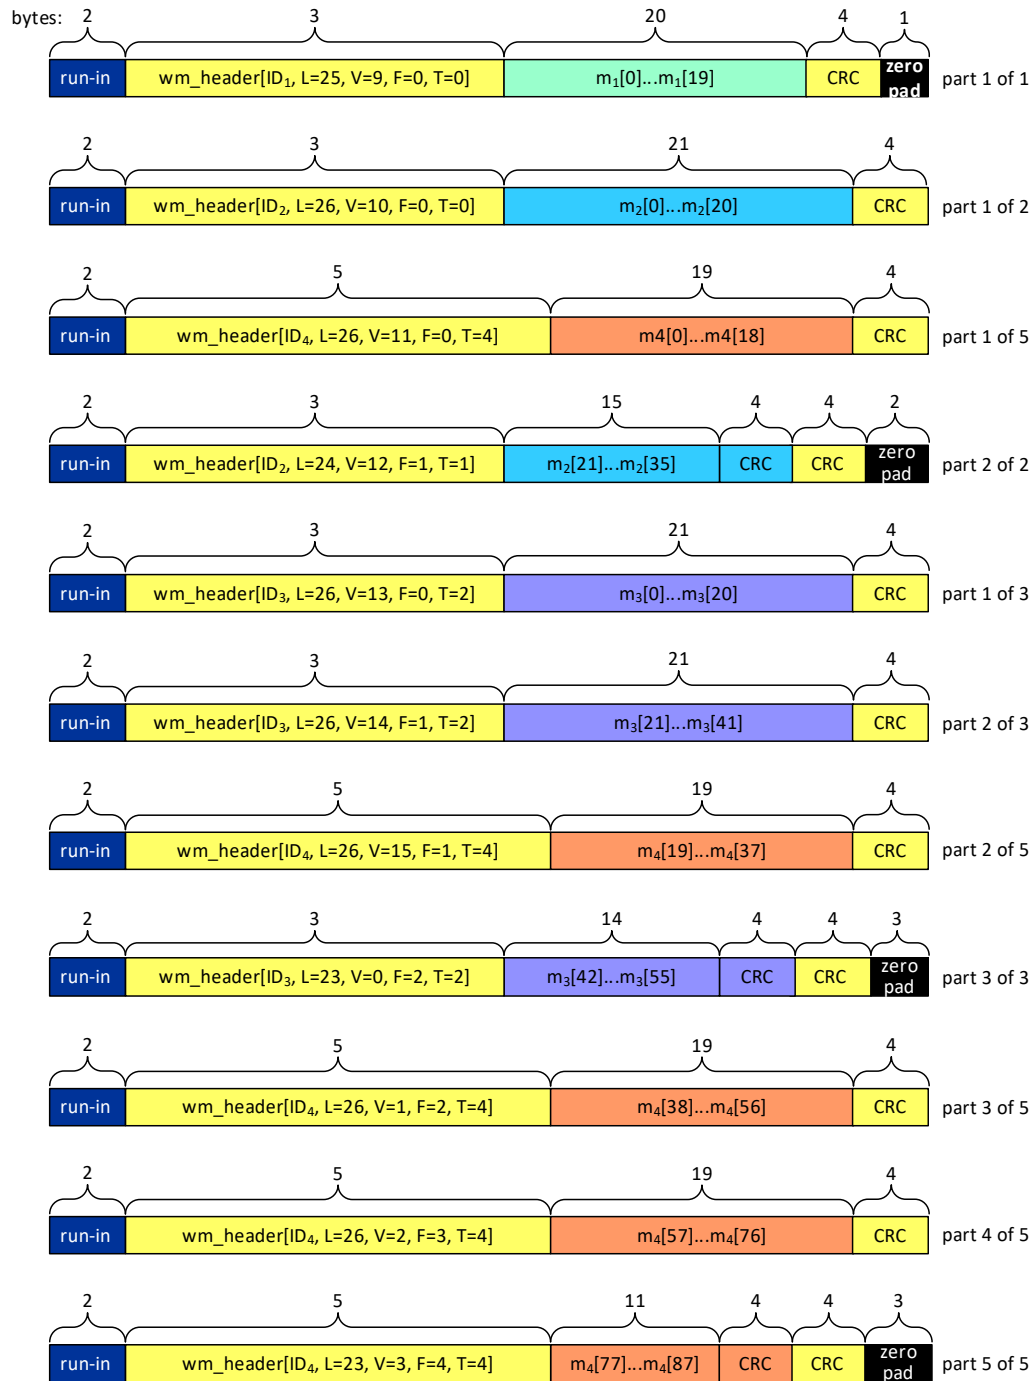 bytes: 2 3 20 4 1
run-in wm_header[ID₁, L=25, V=9, F=0, T=0] m₁[0]...m₁[19] CRC zero pad part 1 of 1
2 3 21 4
run-in wm_header[ID₂, L=26, V=10, F=0, T=0] m₂[0]...m₂[20] CRC part 1 of 2
2 5 19 4
run-in wm_header[ID₄, L=26, V=11, F=0, T=4] m4[0]...m4[18] CRC part 1 of 5
2 3 15 4 4 2
run-in wm_header[ID₂, L=24, V=12, F=1, T=1] m₂[21]...m₂[35] CRC CRC zero pad part 2 of 2
2 3 21 4
run-in wm_header[ID₃, L=26, V=13, F=0, T=2] m₃[0]...m₃[20] CRC part 1 of 3
2 3 21 4
run-in wm_header[ID₃, L=26, V=14, F=1, T=2] m₃[21]...m₃[41] CRC part 2 of 3
2 5 19 4
run-in wm_header[ID₄, L=26, V=15, F=1, T=4] m₄[19]...m₄[37] CRC part 2 of 5
2 3 14 4 4 3
run-in wm_header[ID₃, L=23, V=0, F=2, T=2] m₃[42]...m₃[55] CRC CRC zero pad part 3 of 3
2 5 19 4
run-in wm_header[ID₄, L=26, V=1, F=2, T=4] m₄[38]...m₄[56] CRC part 3 of 5
2 5 19 4
run-in wm_header[ID₄, L=26, V=2, F=3, T=4] m₄[57]...m₄[76] CRC part 4 of 5
2 5 11 4 4 3
run-in wm_header[ID₄, L=23, V=3, F=4, T=4] m₄[77]...m₄[87] CRC CRC zero pad part 5 of 5